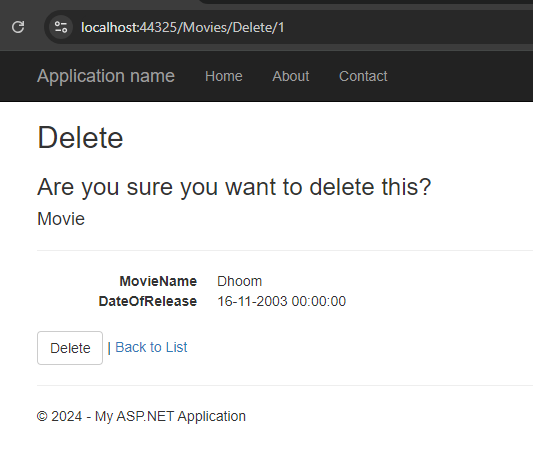 localhost:44325/Movies/Delete/1
Application name Home About Contact
Delete
Are you sure you want to delete this?
Movie
MovieName Dhoom
DateOfRelease 16-11-2003 00:00:00
Delete | Back to List
© 2024 - My ASP.NET Application